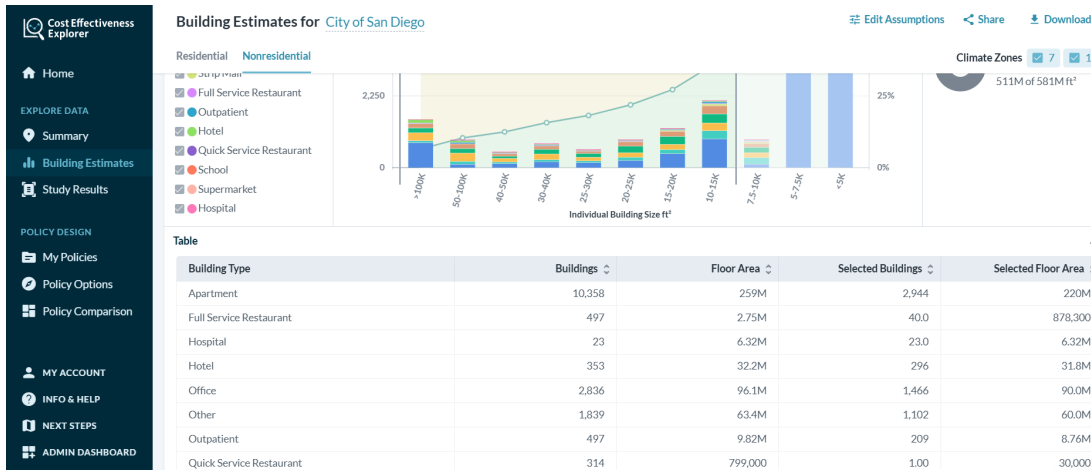 Cost Effectiveness
Explorer
Building Estimates for City of San Diego
Edit Assumptions
Share
Download
Residential
Nonresidential
Climate Zones
7
1
Home
EXPLORE DATA
Summary
Building Estimates
Study Results
POLICY DESIGN
My Policies
Policy Options
Policy Comparison
MY ACCOUNT
INFO & HELP
NEXT STEPS
ADMIN DASHBOARD
Strip Mall
Full Service Restaurant
Outpatient
Hotel
Quick Service Restaurant
School
Supermarket
Hospital
2,250
0
25%
0%
>100K
50-100K
40-50K
30-40K
25-30K
20-25K
15-20K
10-15K
7.5-10K
5-7.5K
<5K
Individual Building Size ft²
511M of 581M ft²
Table
Building Type Buildings Floor Area Selected Buildings Selected Floor Area
Apartment 10,358 259M 2,944 220M
Full Service Restaurant 497 2.75M 40.0 878,300
Hospital 23 6.32M 23.0 6.32M
Hotel 353 32.2M 296 31.8M
Office 2,836 96.1M 1,466 90.0M
Other 1,839 63.4M 1,102 60.0M
Outpatient 497 9.82M 209 8.76M
Quick Service Restaurant 314 799,000 1.00 30,000